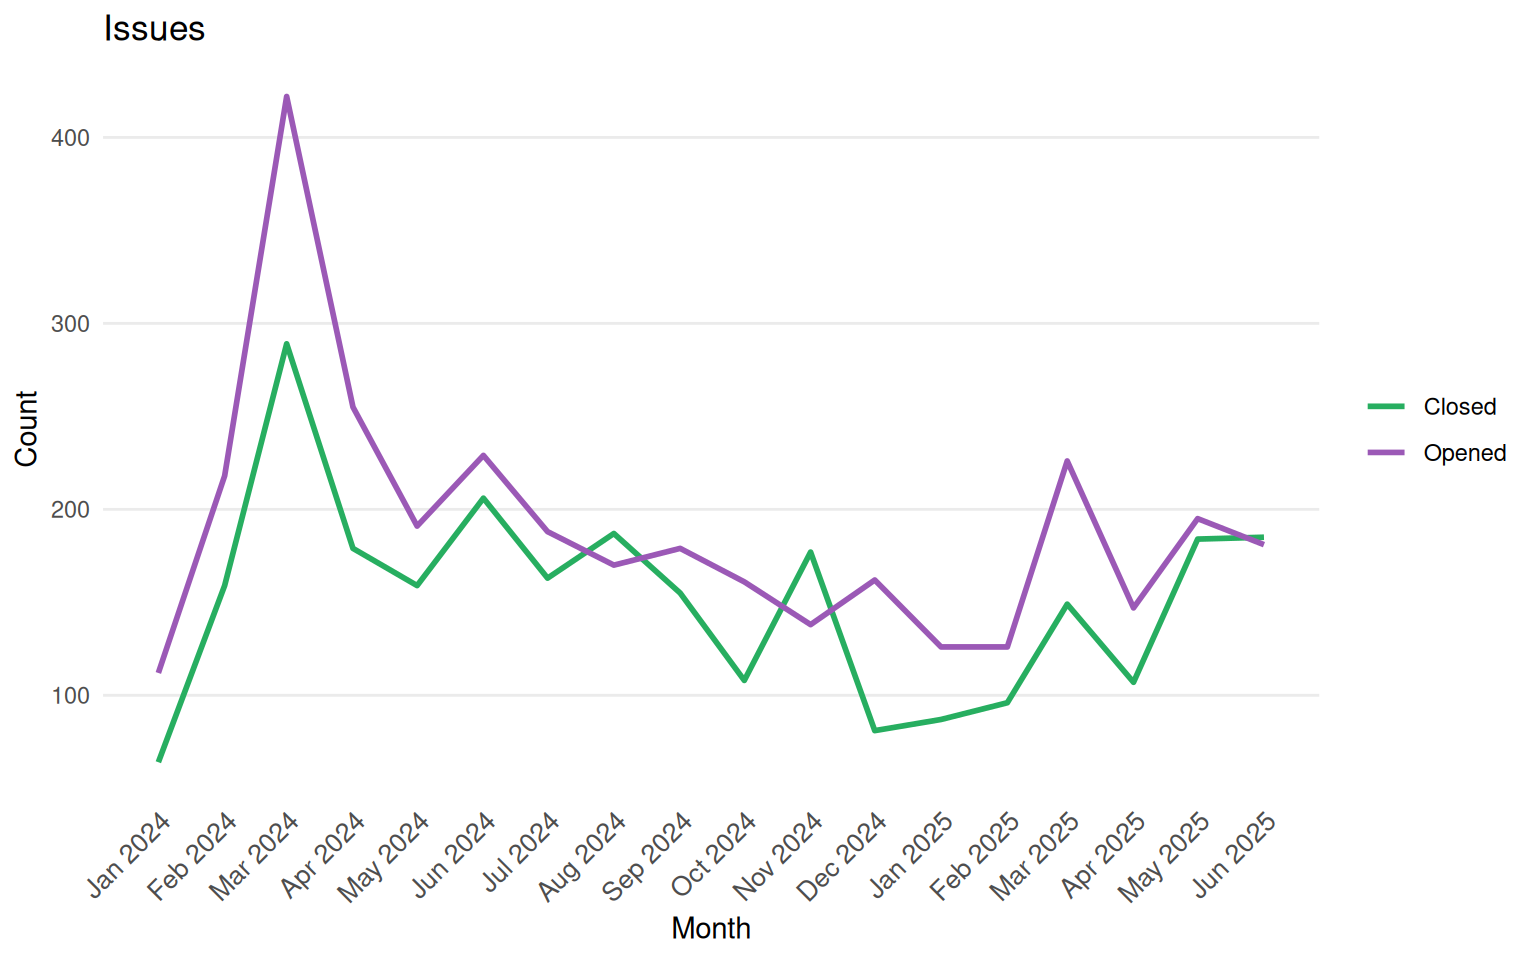 Issues
400
300
200
100
Count
Jan 2024
Feb 2024
Mar 2024
Apr 2024
May 2024
Jun 2024
Jul 2024
Aug 2024
Sep 2024
Oct 2024
Nov 2024
Dec 2024
Jan 2025
Feb 2025
Mar 2025
Apr 2025
May 2025
Jun 2025
Month
Closed
Opened